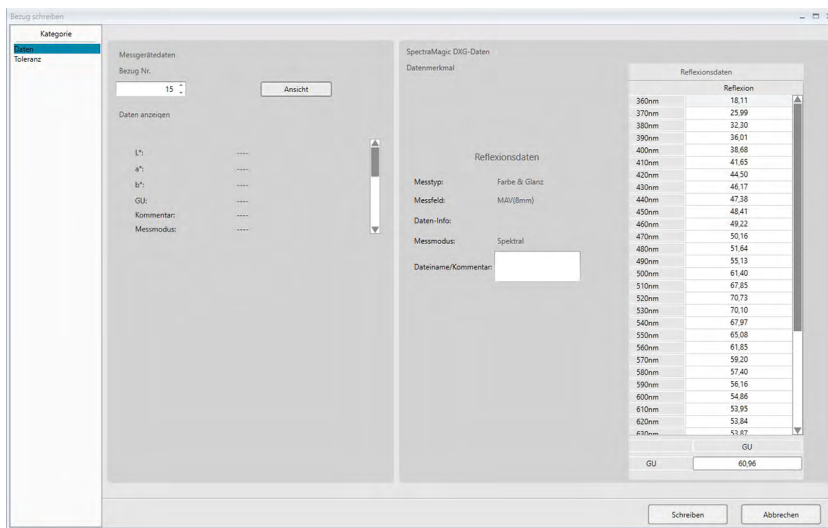 Bezug schreiben
Kategorie
Daten
Toleranz
Messgerätedaten
Bezug Nr.
15
Ansicht
Daten anzeigen
L*: ----
a*: ----
b*: ----
GU: ----
Kommentar: ----
Messmodus: ----
SpectraMagic DXG-Daten
Datenmerkmal
Reflexionsdaten
Messtyp: Farbe & Glanz
Messfeld: MAV(8mm)
Daten-Info:
Messmodus: Spektral
Dateiname/Kommentar:
Reflexionsdaten
Reflexion
360nm 18,11
370nm 25,99
380nm 32,30
390nm 36,01
400nm 38,68
410nm 41,65
420nm 44,50
430nm 46,17
440nm 47,38
450nm 48,41
460nm 49,22
470nm 50,16
480nm 51,64
490nm 55,13
500nm 61,40
510nm 67,85
520nm 70,73
530nm 70,10
540nm 67,97
550nm 65,08
560nm 61,85
570nm 59,20
580nm 57,40
590nm 56,16
600nm 54,86
610nm 53,95
620nm 53,84
630nm 53,87
GU
GU 60,96
Schreiben
Abbrechen